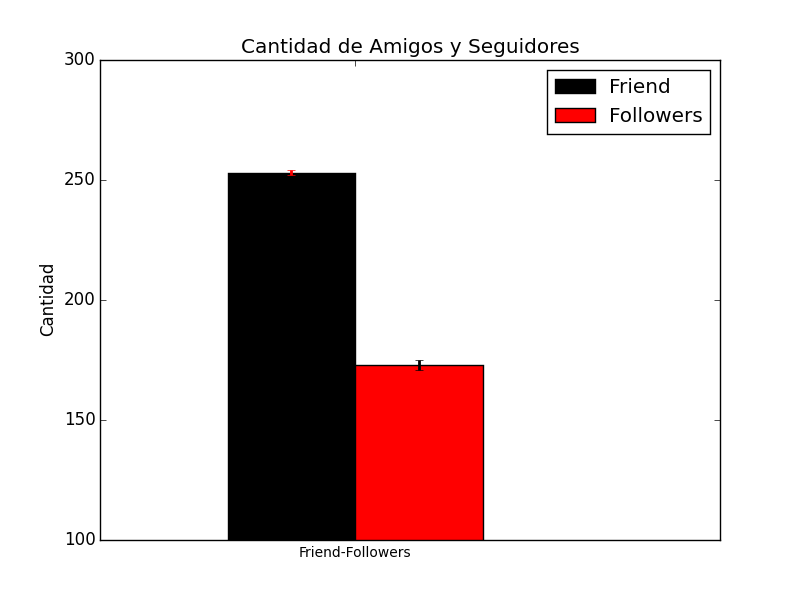 Cantidad de Amigos y Seguidores
300
Friend
Followers
250
Cantidad
200
150
100
Friend-Followers